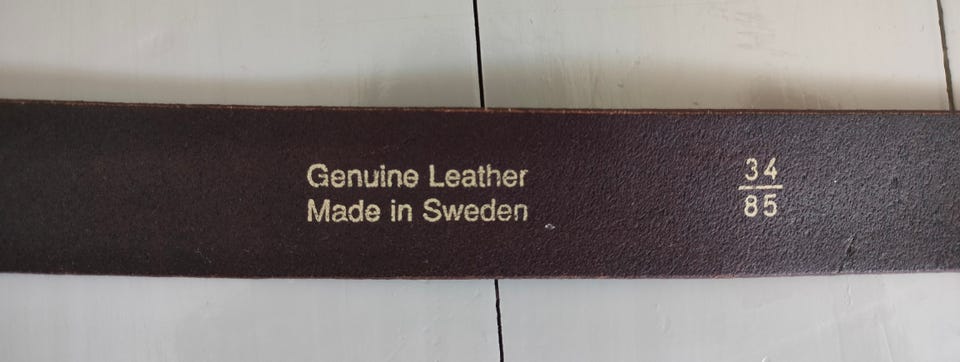 Genuine Leather
Made in Sweden
34
85